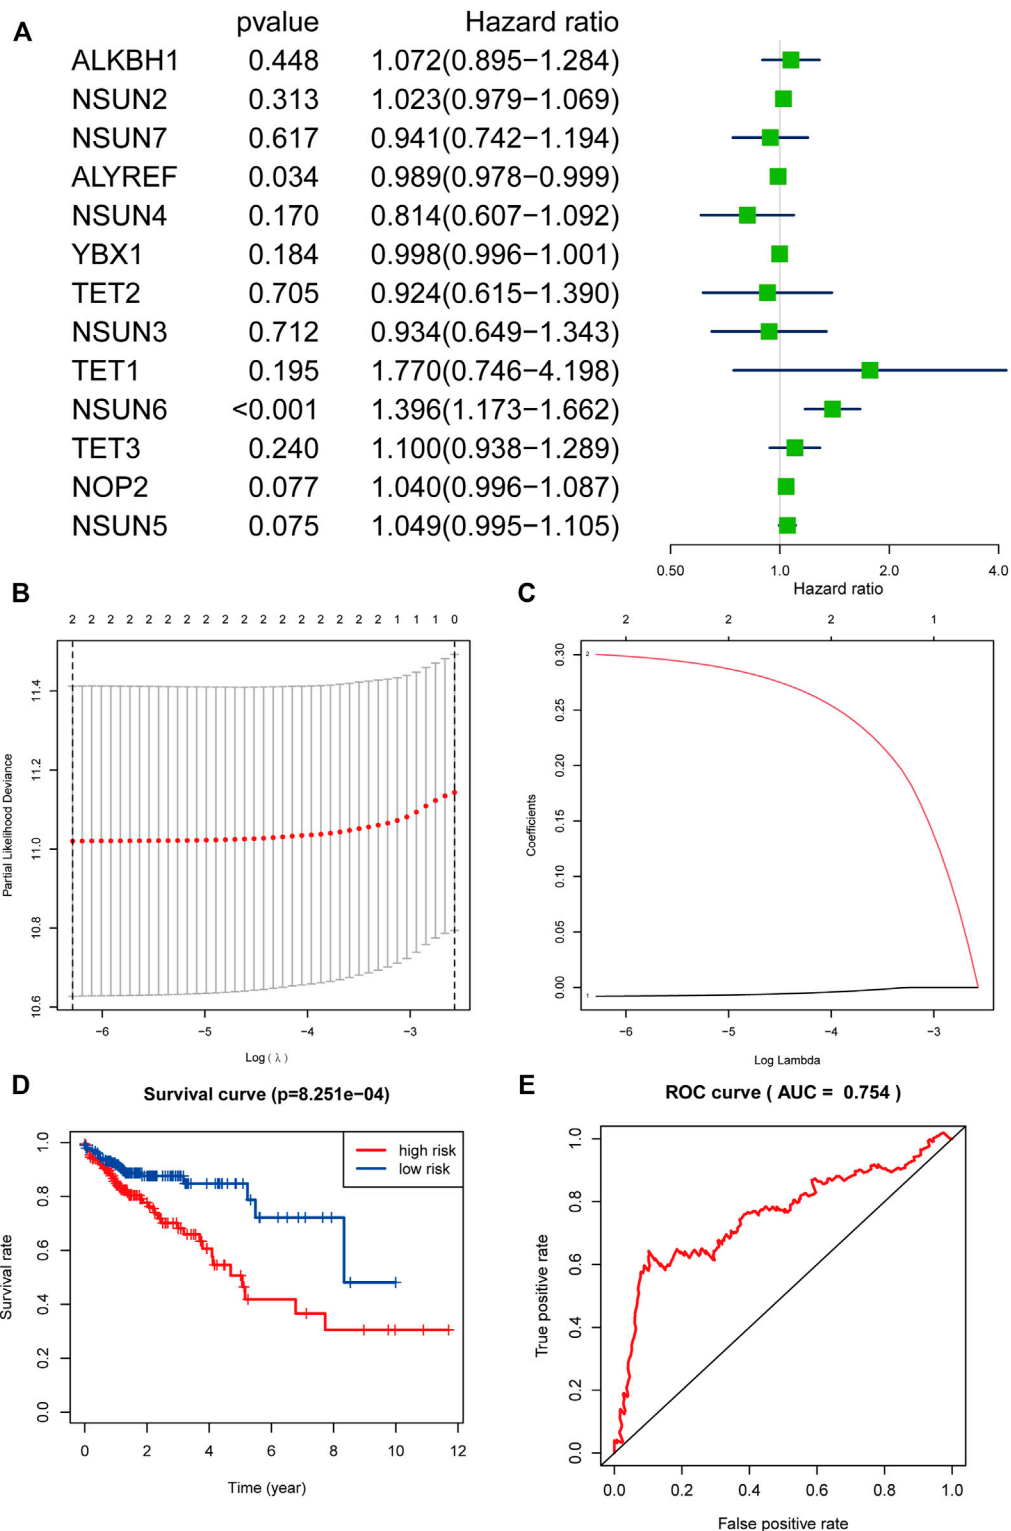 A
pvalue Hazard ratio
ALKBH1 0.448 1.072(0.895−1.284)
NSUN2 0.313 1.023(0.979−1.069)
NSUN7 0.617 0.941(0.742−1.194)
ALYREF 0.034 0.989(0.978−0.999)
NSUN4 0.170 0.814(0.607−1.092)
YBX1 0.184 0.998(0.996−1.001)
TET2 0.705 0.924(0.615−1.390)
NSUN3 0.712 0.934(0.649−1.343)
TET1 0.195 1.770(0.746−4.198)
NSUN6 <0.001 1.396(1.173−1.662)
TET3 0.240 1.100(0.938−1.289)
NOP2 0.077 1.040(0.996−1.087)
NSUN5 0.075 1.049(0.995−1.105)
0.50 1.0 2.0 4.0
Hazard ratio
B
2 2 2 2 2 2 2 2 2 2 2 2 2 2 2 2 2 1 1 1 0
11.4
11.2
11.0
10.8
10.6
Partial Likelihood Deviance
−6 −5 −4 −3
Log ( λ )
C
2 2 2 1
0.30
0.25
0.20
0.15
0.10
0.05
0.00
Coefficients
2
1
−6 −5 −4 −3
Log Lambda
D
Survival curve (p=8.251e−04)
high risk
low risk
1.0
0.8
0.6
0.4
0.2
0.0
Survival rate
0 2 4 6 8 10 12
Time (year)
E
ROC curve ( AUC = 0.754 )
1.0
0.8
0.6
0.4
0.2
0.0
True positive rate
0.0 0.2 0.4 0.6 0.8 1.0
False positive rate